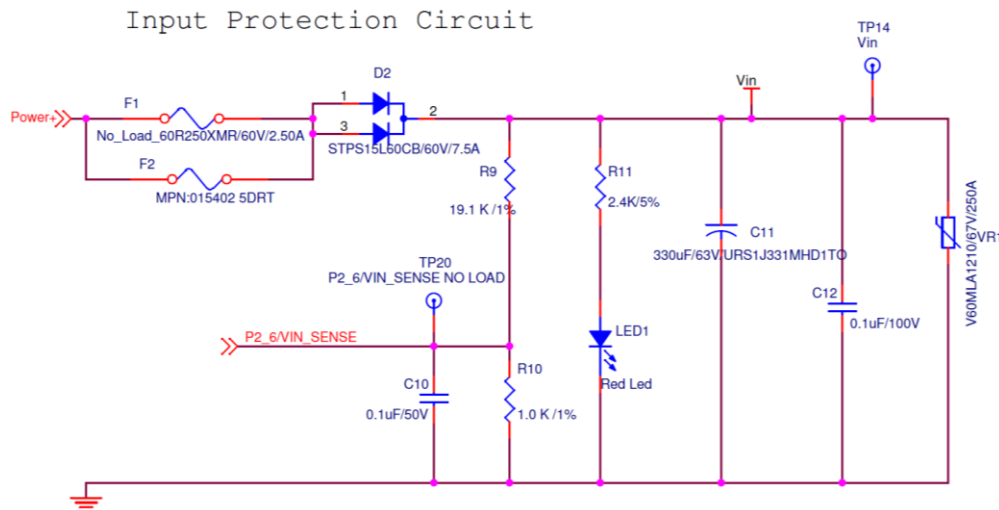 Input Protection Circuit
TP14
Vin
D2
Vin
F1
1
2
Power+
No_Load_60R250XMR/60V/2.50A
3
STPS15L60CB/60V/7.5A
F2
R9
R11
MPN:015402 5DRT
19.1 K /1%
2.4K/5%
C11
330uF/63V/URS1J331MHD1TO
VR1
V60MLA1210/67V/250A
TP20
P2_6/VIN_SENSE NO LOAD
C12
0.1uF/100V
P2_6/VIN_SENSE
LED1
Red Led
C10
R10
0.1uF/50V
1.0 K /1%